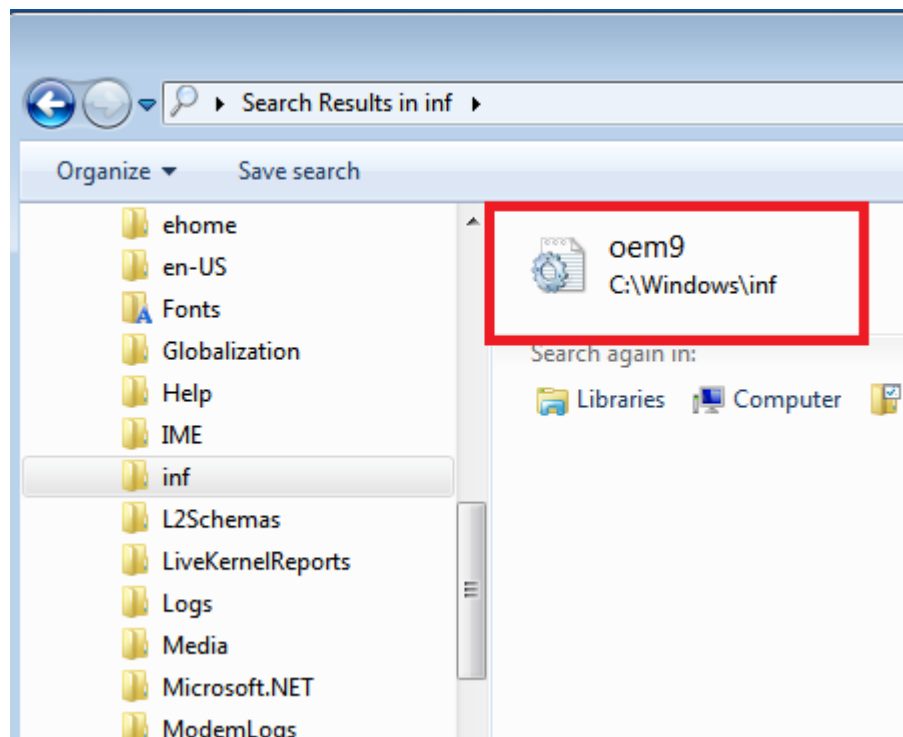 Search Results in inf
Organize
Save search
ehome
en-US
Fonts
Globalization
Help
IME
inf
L2Schemas
LiveKernelReports
Logs
Media
Microsoft.NET
ModemLogs
oem9
C:\Windows\inf
Search again in:
Libraries
Computer